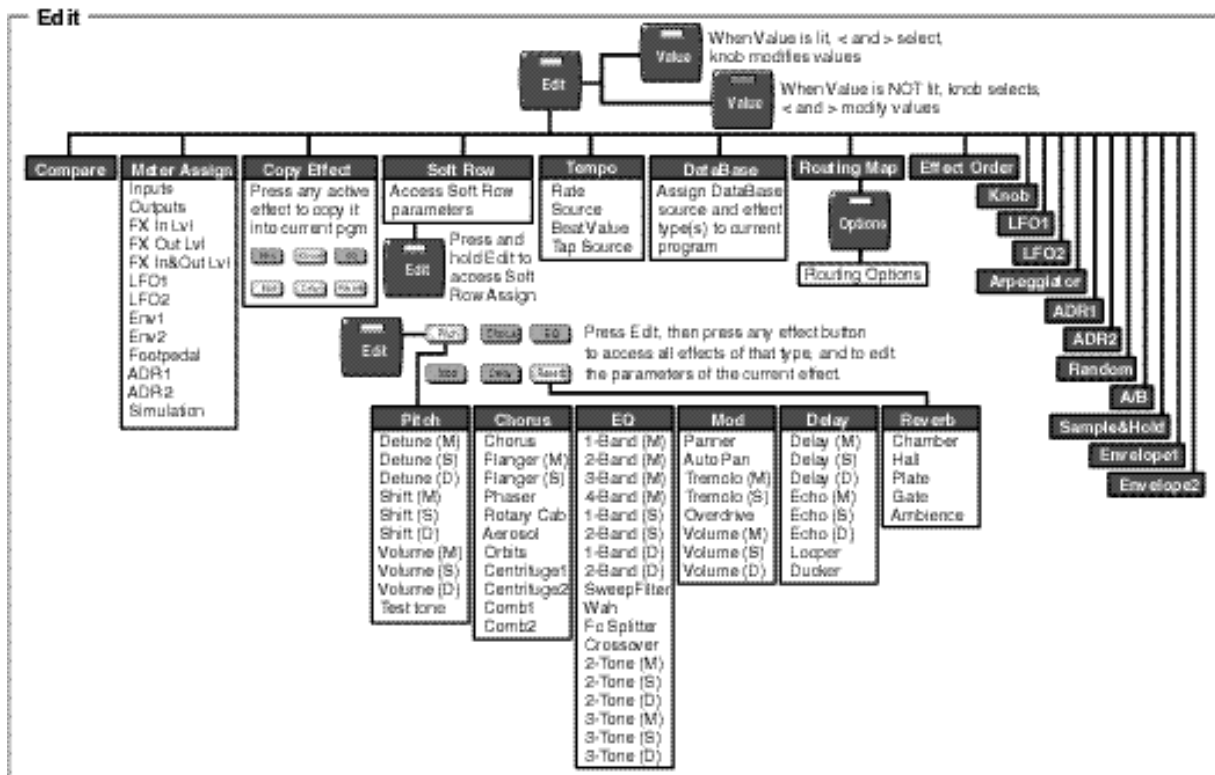 Edit
Value
When Value is lit, < and > select,
knob modifies values
Edit
Value
When Value is NOT lit, knob selects,
< and > modify values
Compare
Meter Assign
Inputs
Outputs
FX In Lvl
FX Out Lvl
FX In&Out Lvl
LFO1
LFO2
Env1
Env2
Footpedal
ADR1
ADR2
Simulation
Copy Effect
Press any active
effect to copy it
into current pgm
Soft Row
Access Soft Row
parameters
Edit
Press and
hold Edit to
access Soft
Row Assign
Tempo
Rate
Source
Beat Value
Tap Source
DataBase
Assign DataBase
source and effect
type(s) to current
program
Routing Map
Options
Routing Options
Effect Order
Knob
LFO1
LFO2
Arpeggiator
ADR1
ADR2
Random
A/B
Sample&Hold
Envelope1
Envelope2
Edit
Pitch
Chorus
EQ
Mod
Delay
Reverb
Press Edit, then press any effect button
to access all effects of that type, and to edit
the parameters of the current effect.
Pitch
Detune (M)
Detune (S)
Detune (D)
Shift (M)
Shift (S)
Shift (D)
Volume (M)
Volume (S)
Volume (D)
Test tone
Chorus
Chorus
Flanger (M)
Flanger (S)
Phaser
Rotary Cab
Aerosol
Orbits
Centrifuge1
Centrifuge2
Comb1
Comb2
EQ
1-Band (M)
2-Band (M)
3-Band (M)
4-Band (M)
1-Band (S)
2-Band (S)
1-Band (D)
2-Band (D)
SweepFilter
Wah
Fc Splitter
Crossover
2-Tone (M)
2-Tone (S)
2-Tone (D)
3-Tone (M)
3-Tone (S)
3-Tone (D)
Mod
Panner
Auto Pan
Tremolo (M)
Tremolo (S)
Overdrive
Volume (M)
Volume (S)
Volume (D)
Delay
Delay (M)
Delay (S)
Delay (D)
Echo (M)
Echo (S)
Echo (D)
Looper
Ducker
Reverb
Chamber
Hall
Plate
Gate
Ambience